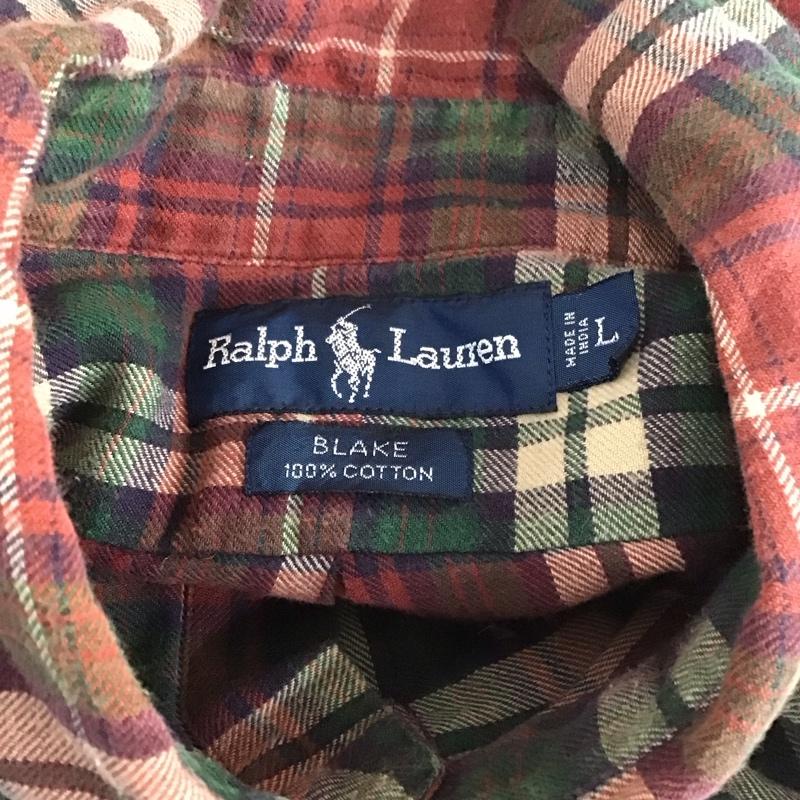 Ralph Lauren
MADE IN
INDIA
L
BLAKE
100% COTTON